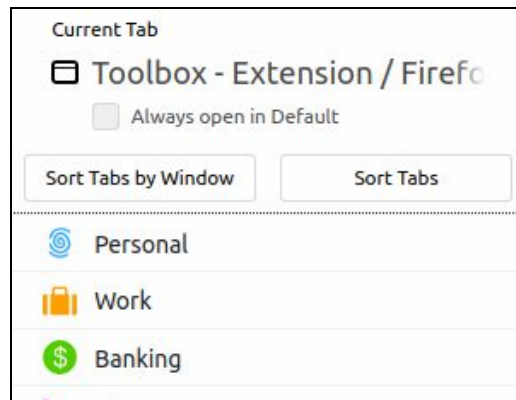 Current Tab
Toolbox - Extension / Firefo
Always open in Default
Sort Tabs by Window
Sort Tabs
Personal
Work
Banking